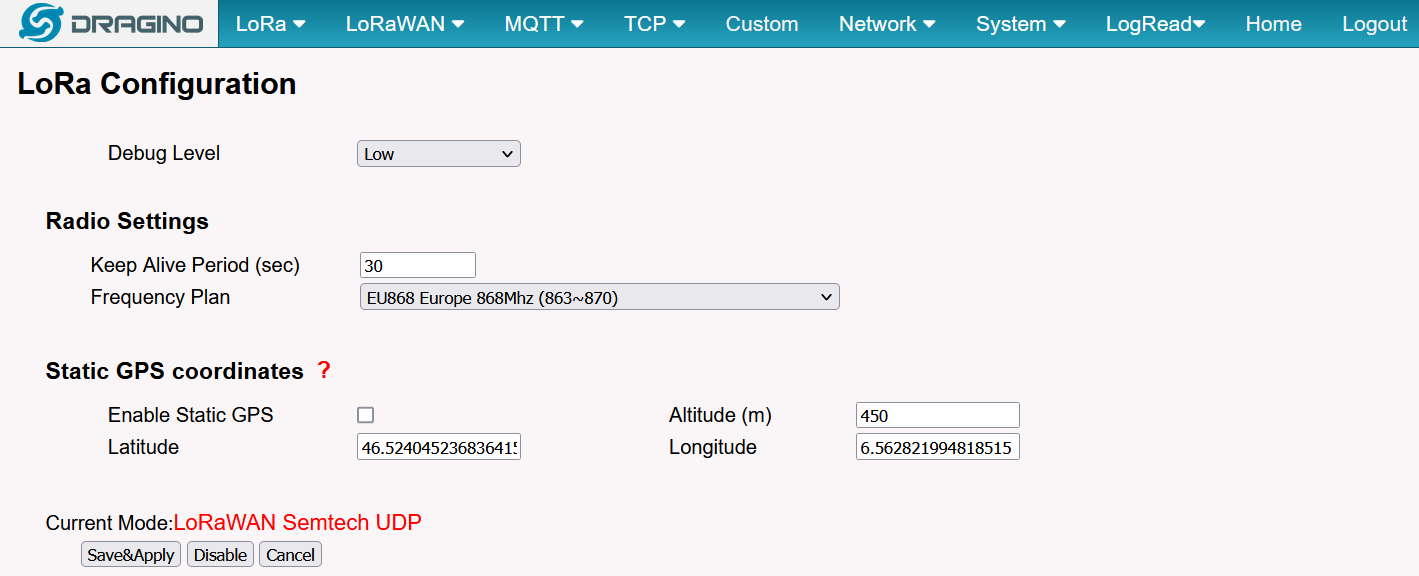 DRAGINO LoRa LoRaWAN MQTT TCP Custom Network System LogRead Home Logout
LoRa Configuration
Debug Level Low
Radio Settings
Keep Alive Period (sec) 30
Frequency Plan EU868 Europe 868Mhz (863~870)
Static GPS coordinates ?
Enable Static GPS Altitude (m) 450
Latitude 46.52404523683641 Longitude 6.562821994818515
Current Mode:LoRaWAN Semtech UDP
Save&Apply Disable Cancel